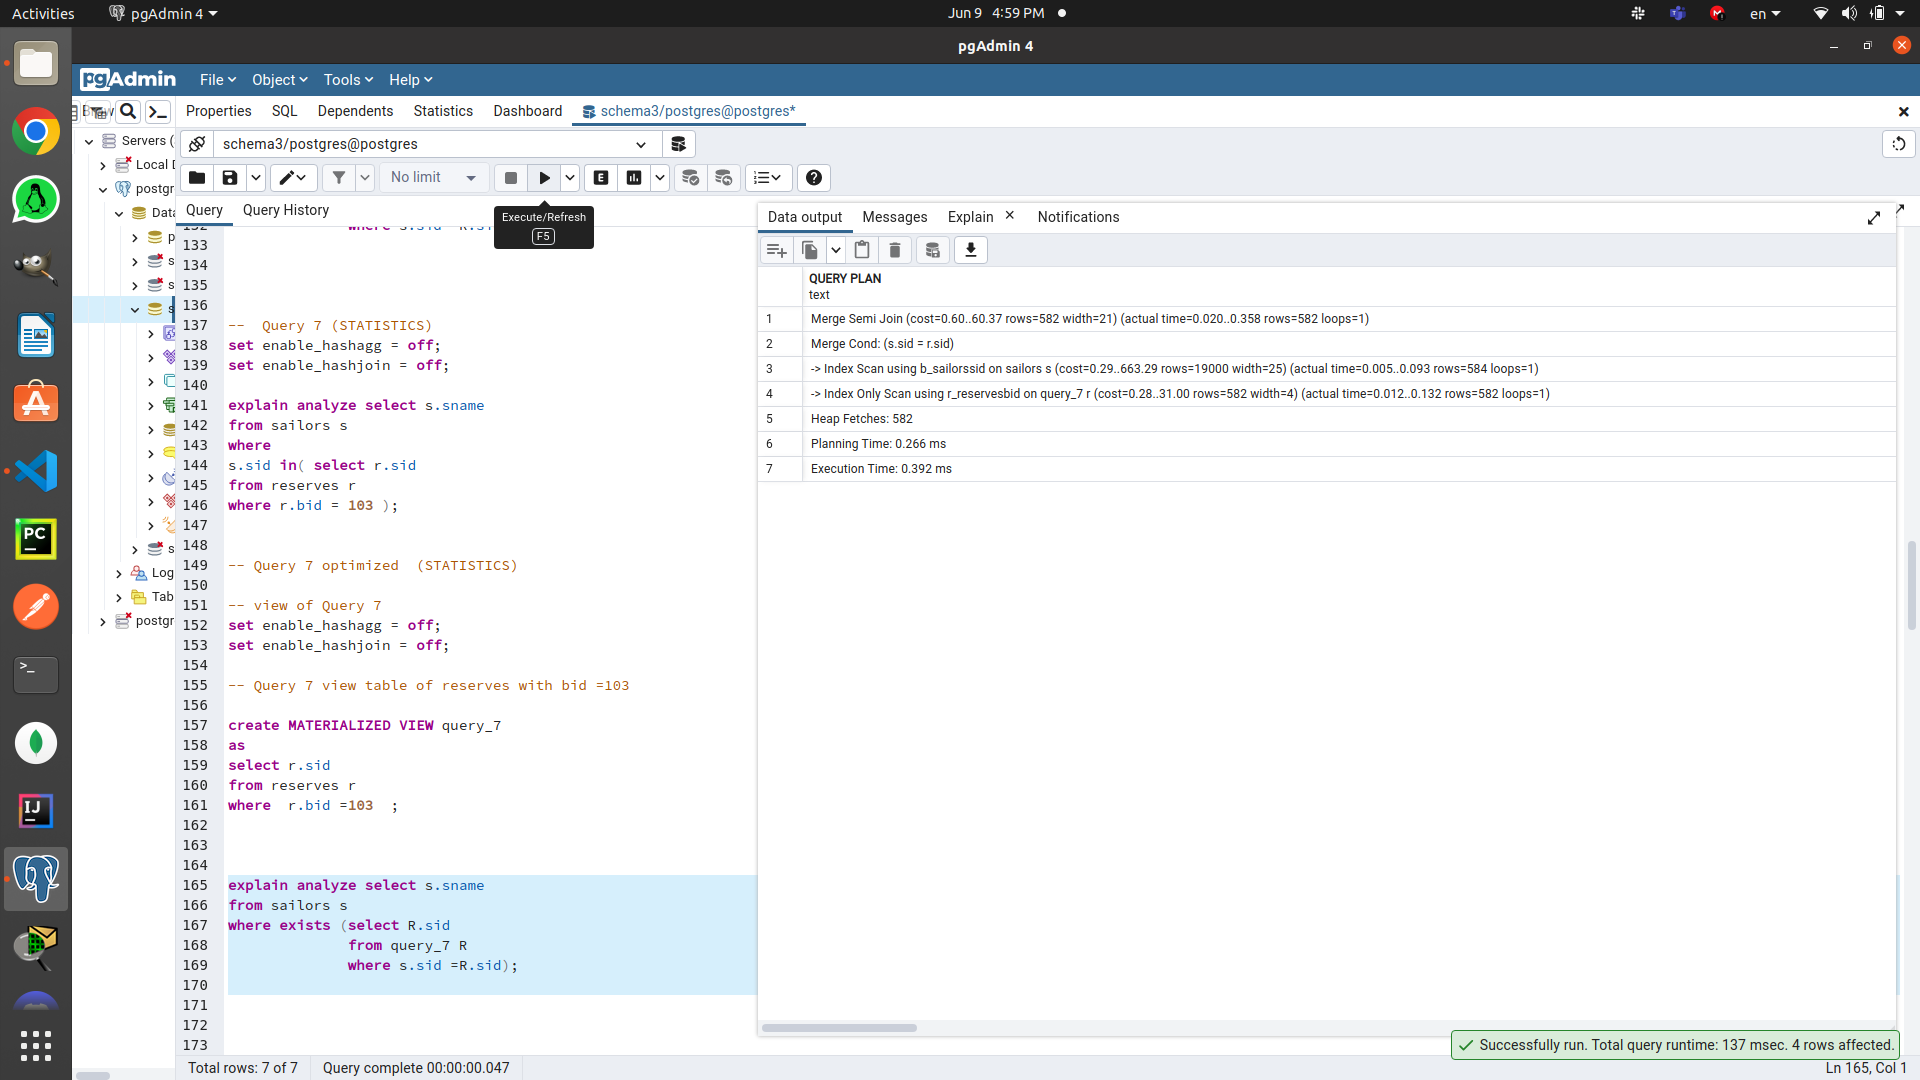 Activities
pgAdmin 4
Jun 9 4:59 PM
en
pgAdmin 4
pgAdmin
File
Object
Tools
Help
Properties
SQL
Dependents
Statistics
Dashboard
schema3/postgres@postgres*
Servers (
Local D
postgr
Data
p
s
s
s
s
Log
Tab
postgr
schema3/postgres@postgres
No limit
E
Query
Query History
Execute/Refresh
F5
133
134
135
136
137 --  Query 7 (STATISTICS)
138 set enable_hashagg = off;
139 set enable_hashjoin = off;
140
141 explain analyze select s.sname
142 from sailors s
143 where
144 s.sid in( select r.sid
145 from reserves r
146 where r.bid = 103 );
147
148
149 -- Query 7 optimized  (STATISTICS)
150
151 -- view of Query 7
152 set enable_hashagg = off;
153 set enable_hashjoin = off;
154
155 -- Query 7 view table of reserves with bid =103
156
157 create MATERIALIZED VIEW query_7
158 as
159 select r.sid
160 from reserves r
161 where  r.bid =103  ;
162
163
164
165 explain analyze select s.sname
166 from sailors s
167 where exists (select R.sid
168 from query_7 R
169 where s.sid =R.sid);
170
171
172
173
Data output
Messages
Explain
Notifications
QUERY PLAN
text
1 Merge Semi Join (cost=0.60..60.37 rows=582 width=21) (actual time=0.020..0.358 rows=582 loops=1)
2 Merge Cond: (s.sid = r.sid)
3 -> Index Scan using b_sailorssid on sailors s (cost=0.29..663.29 rows=19000 width=25) (actual time=0.005..0.093 rows=584 loops=1)
4 -> Index Only Scan using r_reservesbid on query_7 r (cost=0.28..31.00 rows=582 width=4) (actual time=0.012..0.132 rows=582 loops=1)
5 Heap Fetches: 582
6 Planning Time: 0.266 ms
7 Execution Time: 0.392 ms
Successfully run. Total query runtime: 137 msec. 4 rows affected.
Total rows: 7 of 7
Query complete 00:00:00.047
Ln 165, Col 1
PC
IJ
>_